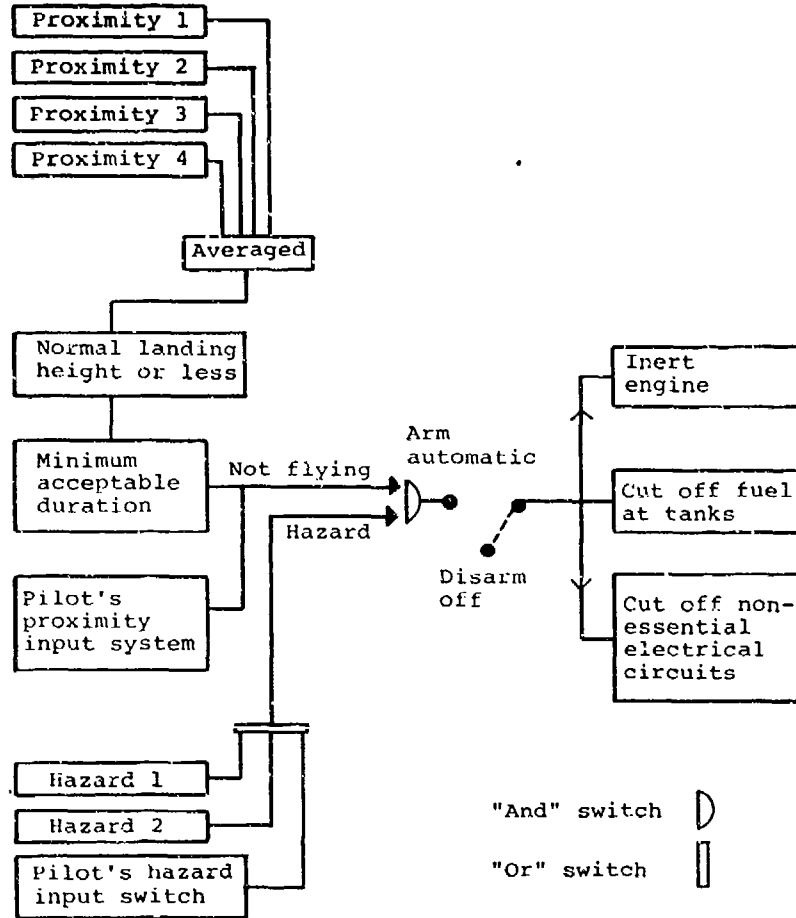 Proximity 1
Proximity 2
Proximity 3
Proximity 4
Averaged
Normal landing
height or less
Minimum
acceptable
duration
Not flying
Hazard
Pilot's
proximity
input system
Hazard 1
Hazard 2
Pilot's hazard
input switch
Arm
automatic
Disarm
off
Inert
engine
Cut off fuel
at tanks
Cut off non-
essential
electrical
circuits
"And" switch
"Or" switch